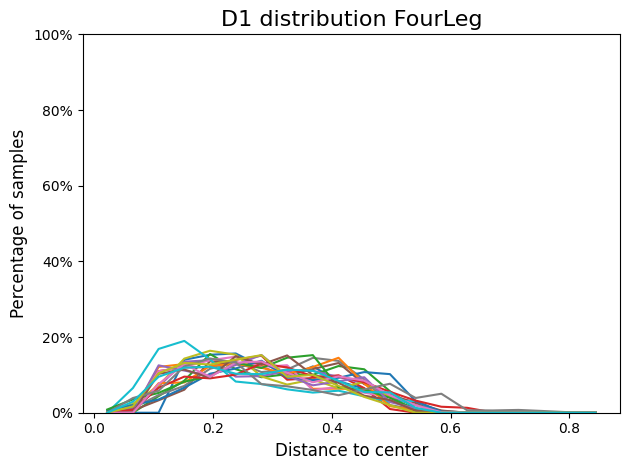 D1 distribution FourLeg
100%
80%
60%
40%
20%
0%
Percentage of samples
0.0 0.2 0.4 0.6 0.8
Distance to center